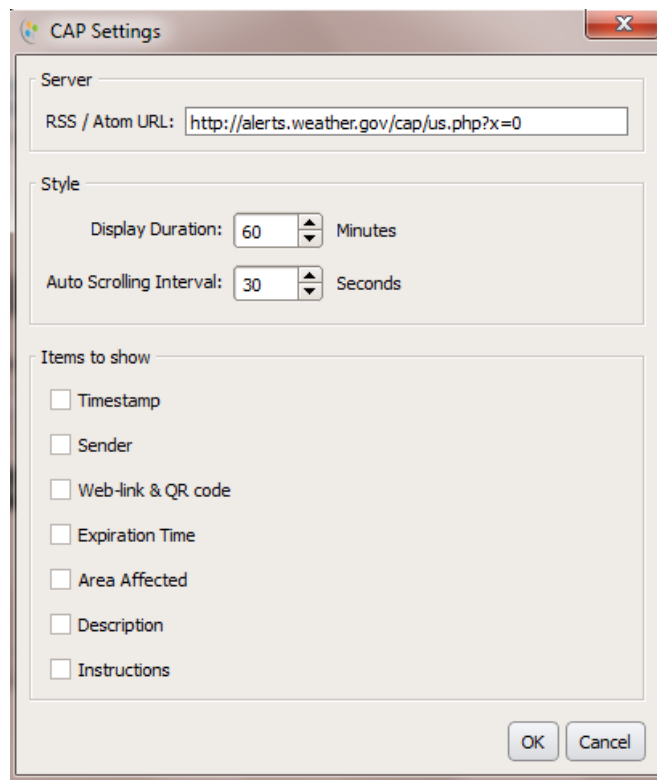 CAP Settings
Server
RSS / Atom URL: http://alerts.weather.gov/cap/us.php?x=0
Style
Display Duration: 60 Minutes
Auto Scrolling Interval: 30 Seconds
Items to show
Timestamp
Sender
Web-link & QR code
Expiration Time
Area Affected
Description
Instructions
OK Cancel